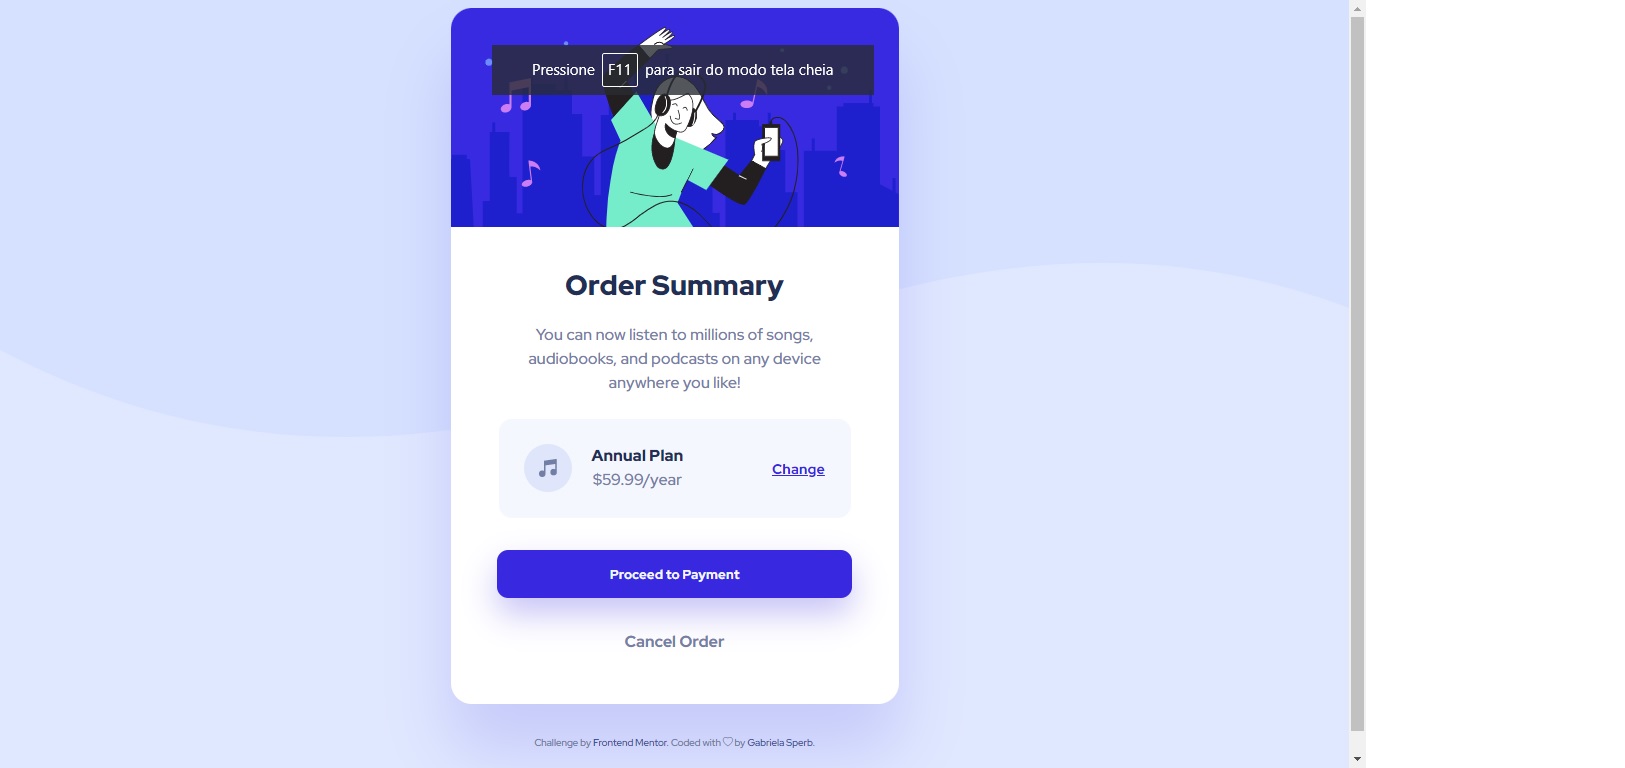 Pressione F11 para sair do modo tela cheia
Order Summary
You can now listen to millions of songs,
audiobooks, and podcasts on any device
anywhere you like!
Annual Plan
$59.99/year
Change
Proceed to Payment
Cancel Order
Challenge by Frontend Mentor. Coded with ♡ by Gabriela Sperb.